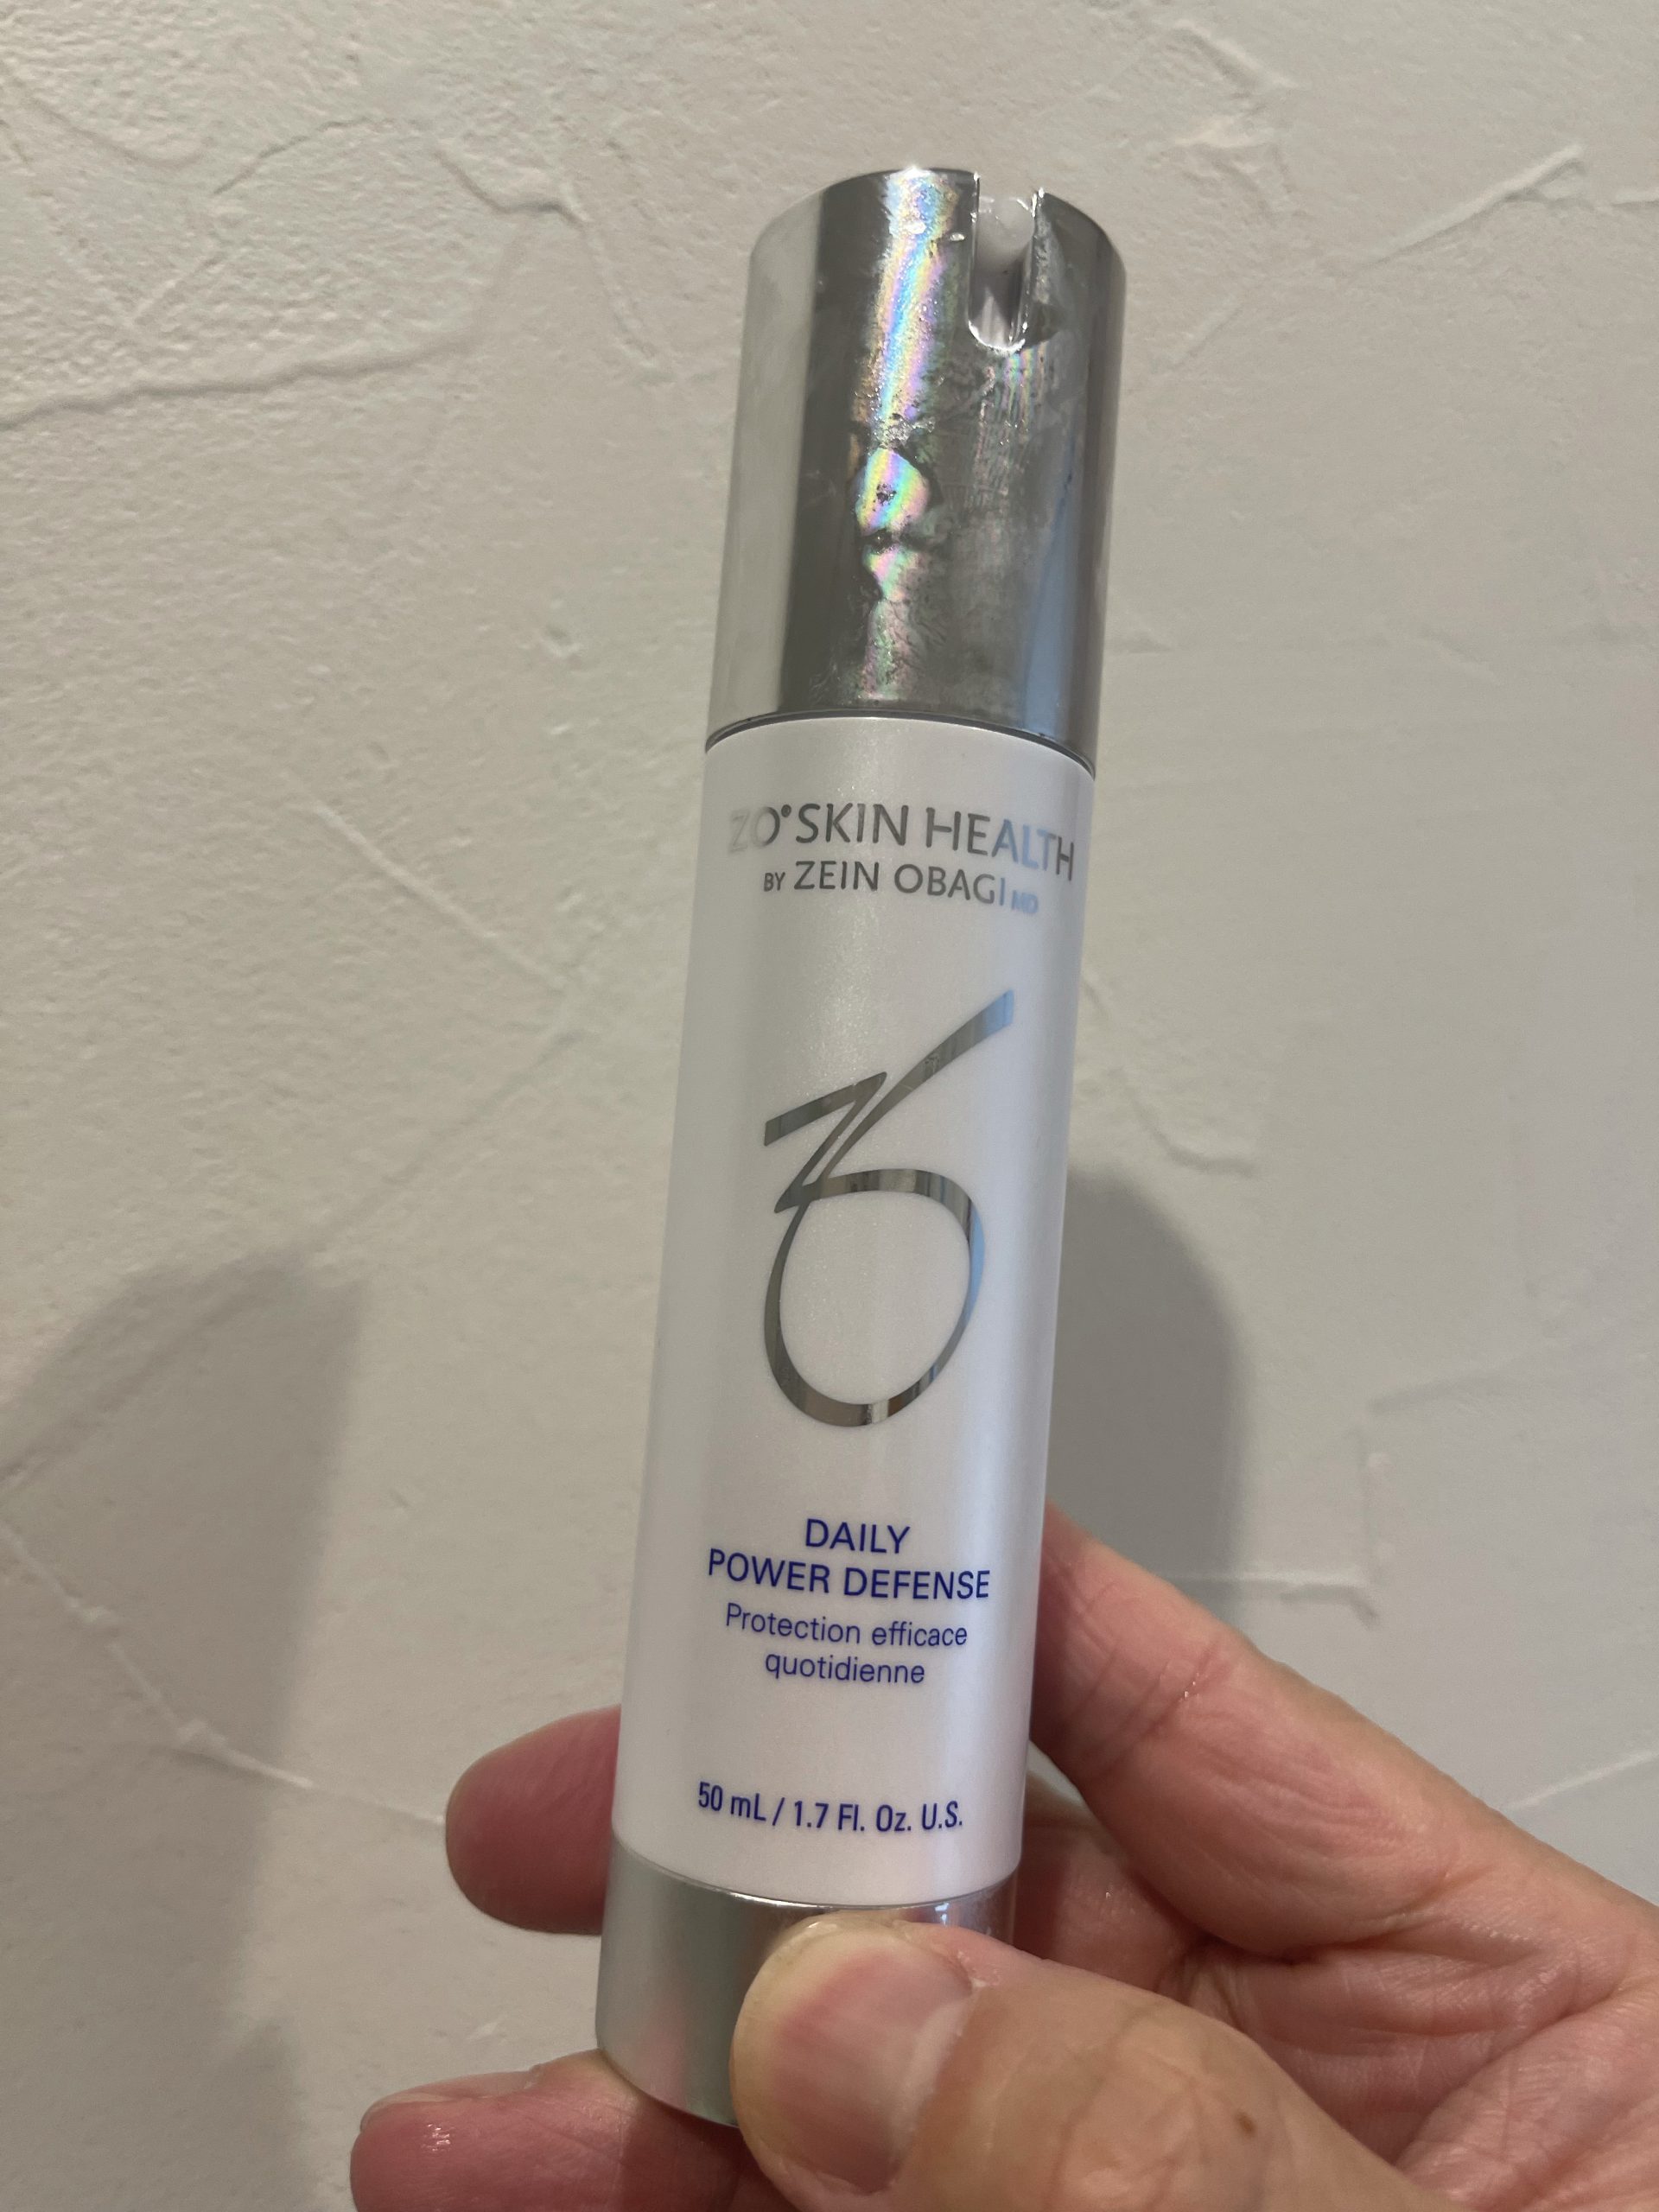 ZO® SKIN HEALTH
BY ZEIN OBAGI MD
ZO
DAILY
POWER DEFENSE
Protection efficace
quotidienne
50 mL / 1.7 Fl. Oz. U.S.